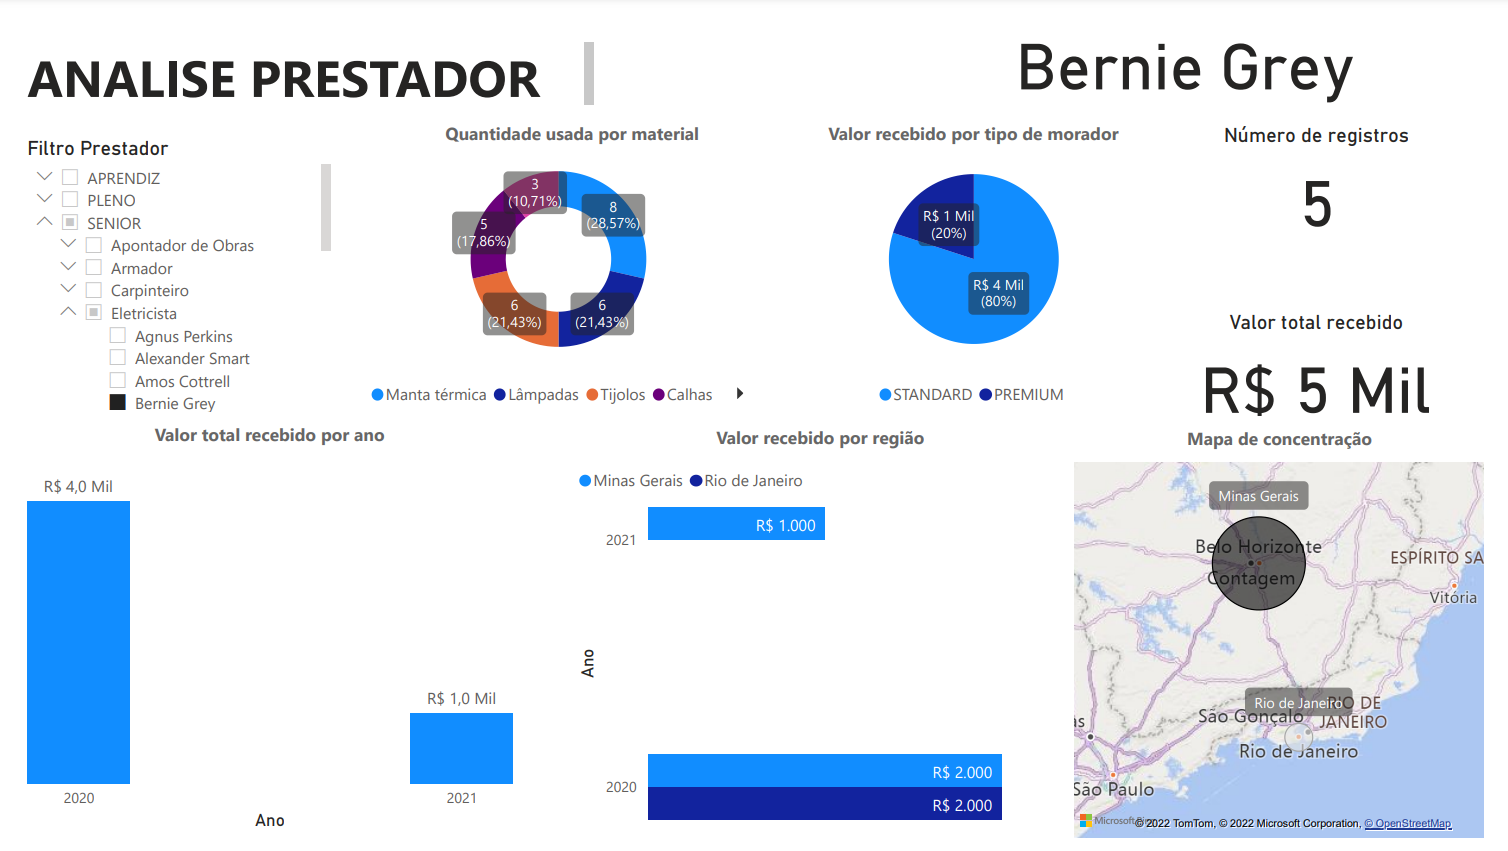 ANALISE PRESTADOR
Bernie Grey
Filtro Prestador
APRENDIZ
PLENO
SENIOR
Apontador de Obras
Armador
Carpinteiro
Eletricista
Agnus Perkins
Alexander Smart
Amos Cottrell
Bernie Grey
Quantidade usada por material
3
(10,71%)
8
(28,57%)
5
(17,86%)
6
(21,43%)
6
(21,43%)
Manta térmica Lâmpadas Tijolos Calhas
Valor recebido por tipo de morador
R$ 1 Mil
(20%)
R$ 4 Mil
(80%)
STANDARD PREMIUM
Número de registros
5
Valor total recebido
R$ 5 Mil
Valor total recebido por ano
R$ 4,0 Mil
R$ 1,0 Mil
2020
2021
Ano
Valor recebido por região
Minas Gerais Rio de Janeiro
Ano
2021
R$ 1.000
2020
R$ 2.000
R$ 2.000
Mapa de concentração
Minas Gerais
Belo Horizonte
Contagem
ESPÍRITO SA
Vitória
Rio de Janeiro
RIO DE
JANEIRO
São Gonçalo
as
Rio de Janeiro
São Paulo
Microsoft Bing
© 2022 TomTom, © 2022 Microsoft Corporation, © OpenStreetMap